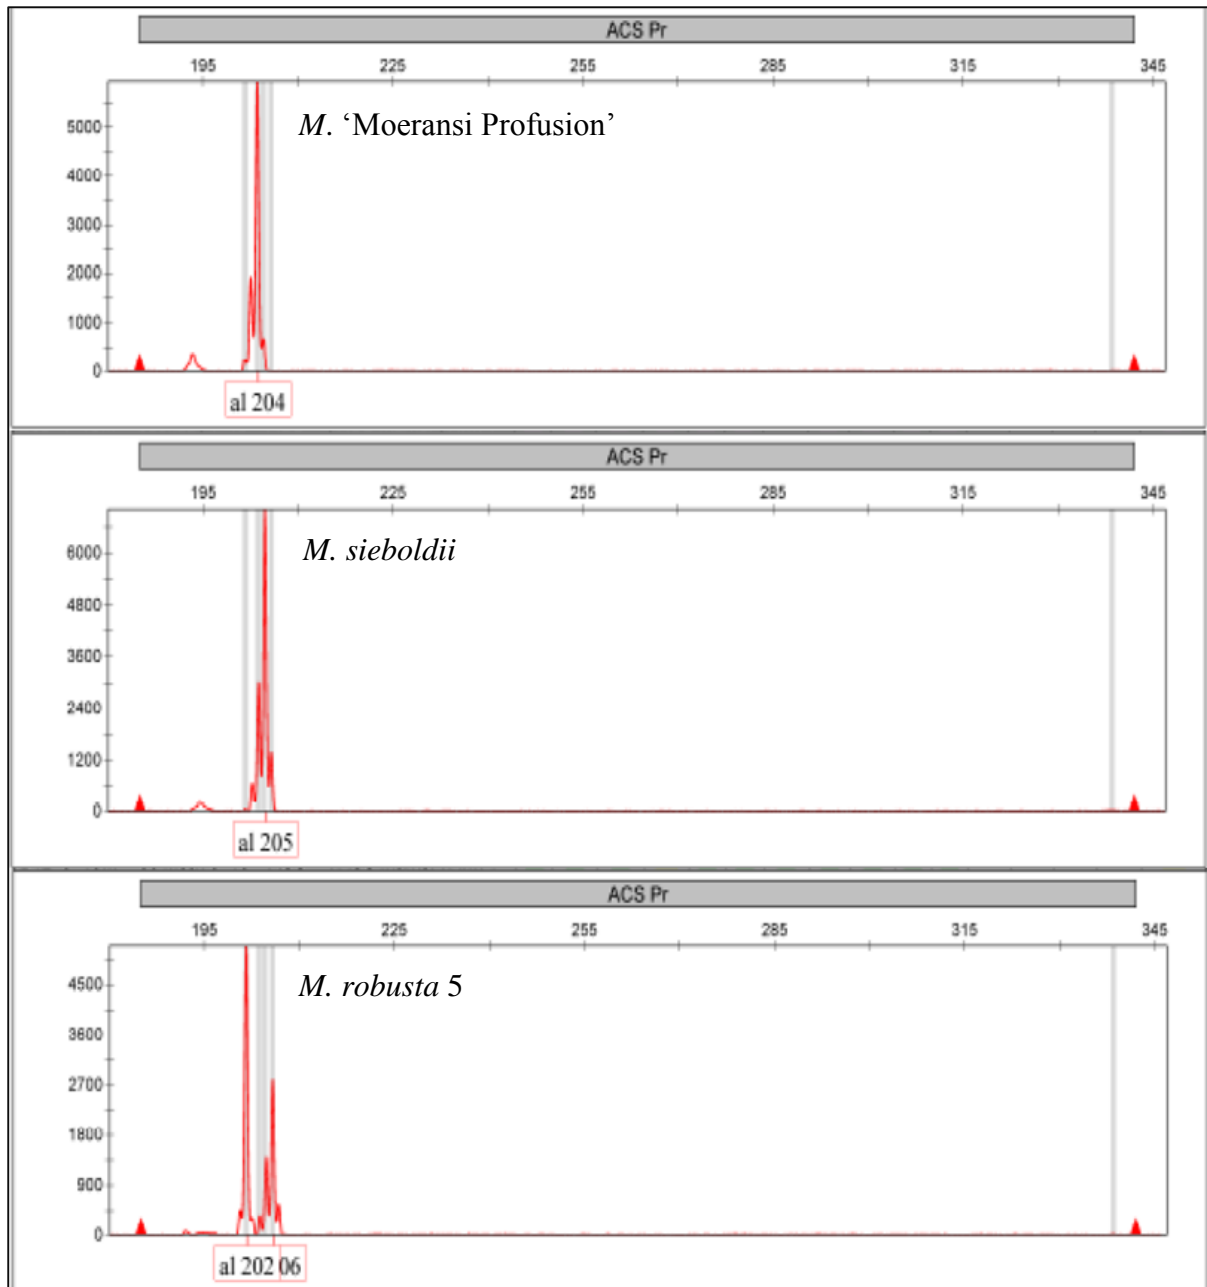 ACS Pr
195 225 255 285 315 345
M. ‘Moeransi Profusion’
5000
4000
3000
2000
1000
0
al 204
ACS Pr
195 225 255 285 315 345
M. sieboldii
6000
4800
3600
2400
1200
0
al 205
ACS Pr
195 225 255 285 315 345
M. robusta 5
4500
3600
2700
1800
900
0
al 202 06